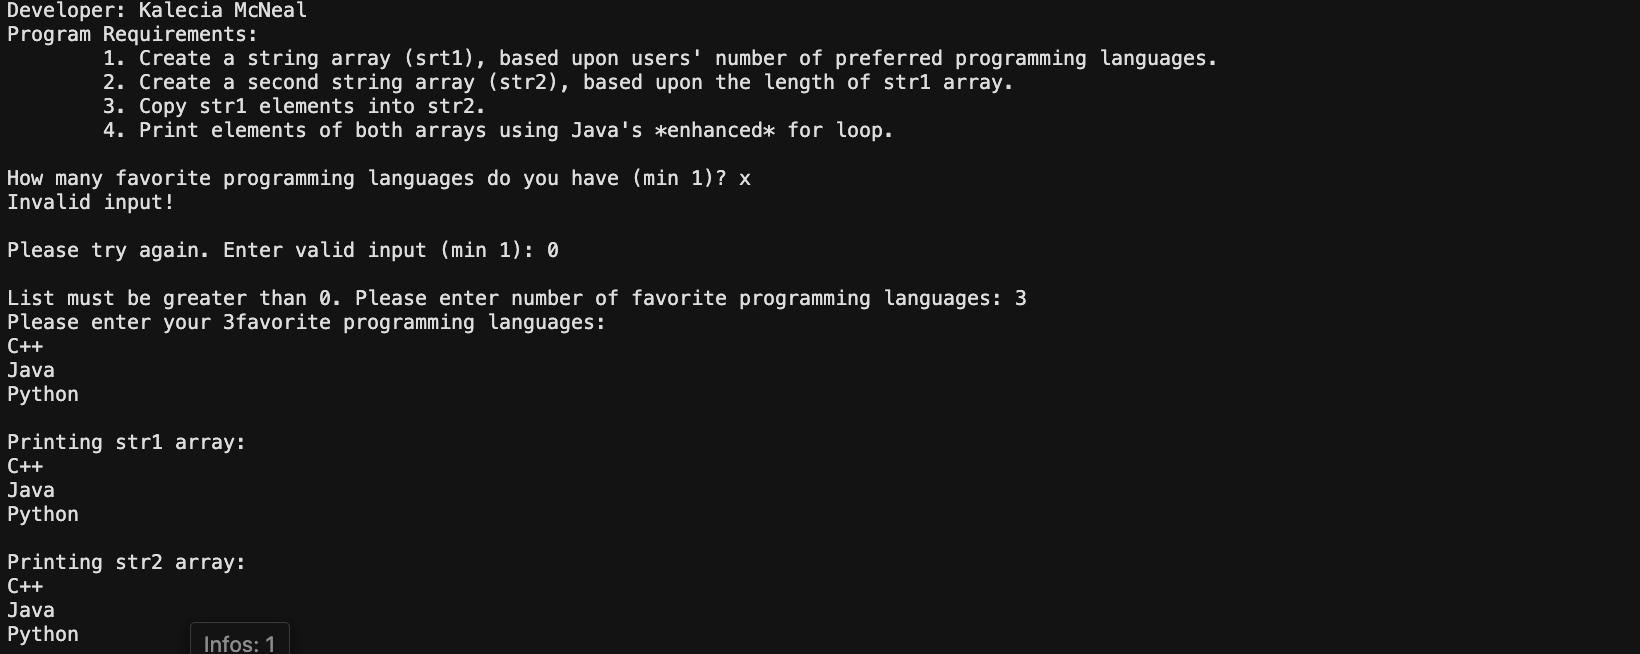 Developer: Kalecia McNeal
Program Requirements:
1. Create a string array (srt1), based upon users' number of preferred programming languages.
2. Create a second string array (str2), based upon the length of str1 array.
3. Copy str1 elements into str2.
4. Print elements of both arrays using Java's *enhanced* for loop.
How many favorite programming languages do you have (min 1)? x
Invalid input!
Please try again. Enter valid input (min 1): 0
List must be greater than 0. Please enter number of favorite programming languages: 3
Please enter your 3favorite programming languages:
C++
Java
Python
Printing str1 array:
C++
Java
Python
Printing str2 array:
C++
Java
Python
Infos: 1